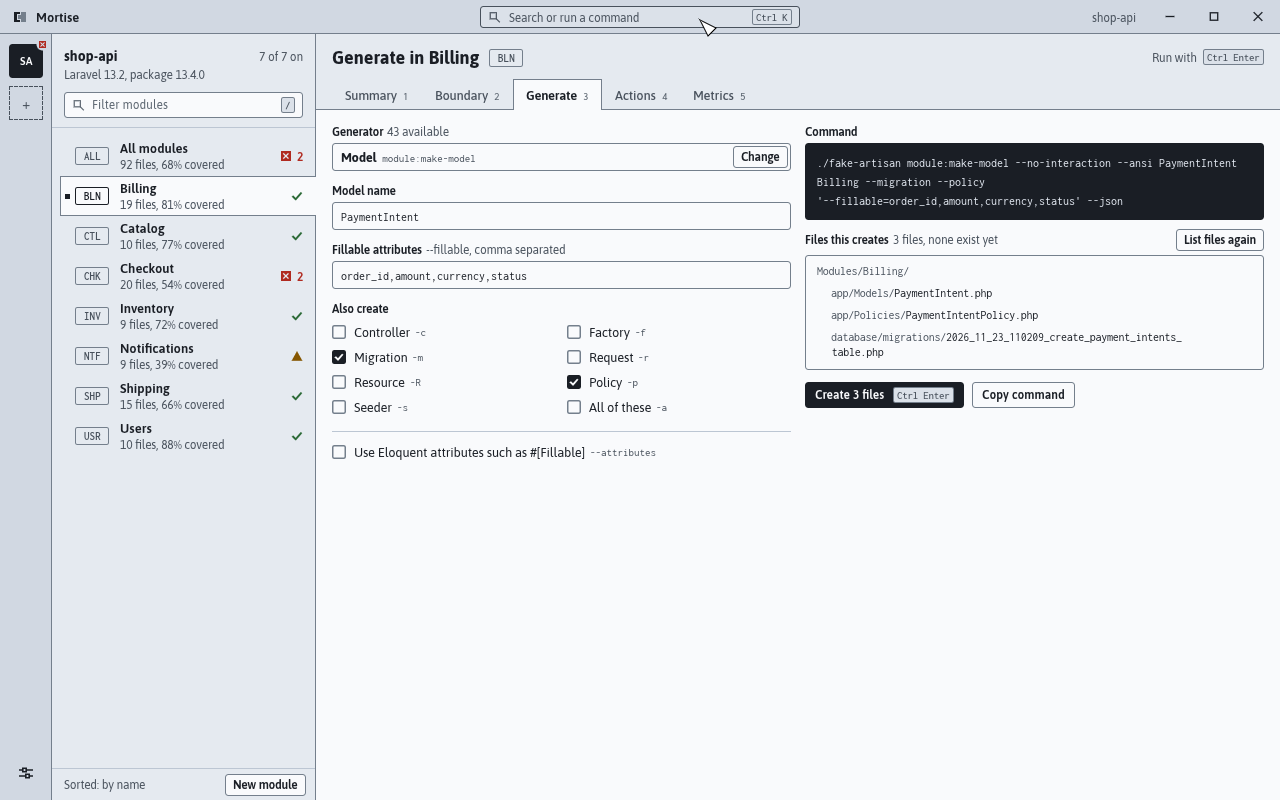 Mortise
Search or run a command
Ctrl K
shop-api
SA
+
shop-api
7 of 7 on
Laravel 13.2, package 13.4.0
Filter modules
/
ALL
All modules
92 files, 68% covered
2
BLN
Billing
19 files, 81% covered
CTL
Catalog
10 files, 77% covered
CHK
Checkout
20 files, 54% covered
2
INV
Inventory
9 files, 72% covered
NTF
Notifications
9 files, 39% covered
SHP
Shipping
15 files, 66% covered
USR
Users
10 files, 88% covered
Sorted: by name
New module
Generate in Billing
BLN
Run with
Ctrl Enter
Summary 1
Boundary 2
Generate 3
Actions 4
Metrics 5
Generator 43 available
Model module:make-model
Change
Model name
PaymentIntent
Fillable attributes --fillable, comma separated
order_id,amount,currency,status
Also create
Controller -c
Factory -f
Migration -m
Request -r
Resource -R
Policy -p
Seeder -s
All of these -a
Use Eloquent attributes such as #[Fillable] --attributes
Command
./fake-artisan module:make-model --no-interaction --ansi PaymentIntent
Billing --migration --policy
'--fillable=order_id,amount,currency,status' --json
Files this creates 3 files, none exist yet
List files again
Modules/Billing/
app/Models/PaymentIntent.php
app/Policies/PaymentIntentPolicy.php
database/migrations/2026_11_23_110209_create_payment_intents_
table.php
Create 3 files
Ctrl Enter
Copy command